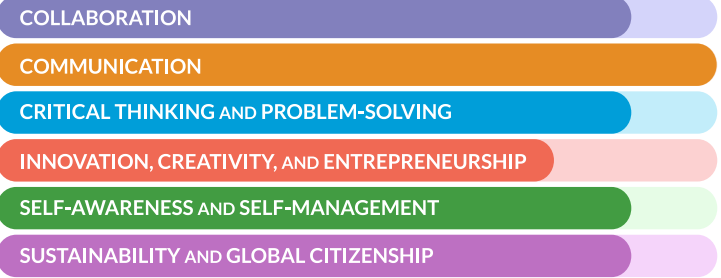 COLLABORATION
COMMUNICATION
CRITICAL THINKING AND PROBLEM-SOLVING
INNOVATION, CREATIVITY, AND ENTREPRENEURSHIP
SELF-AWARENESS AND SELF-MANAGEMENT
SUSTAINABILITY AND GLOBAL CITIZENSHIP